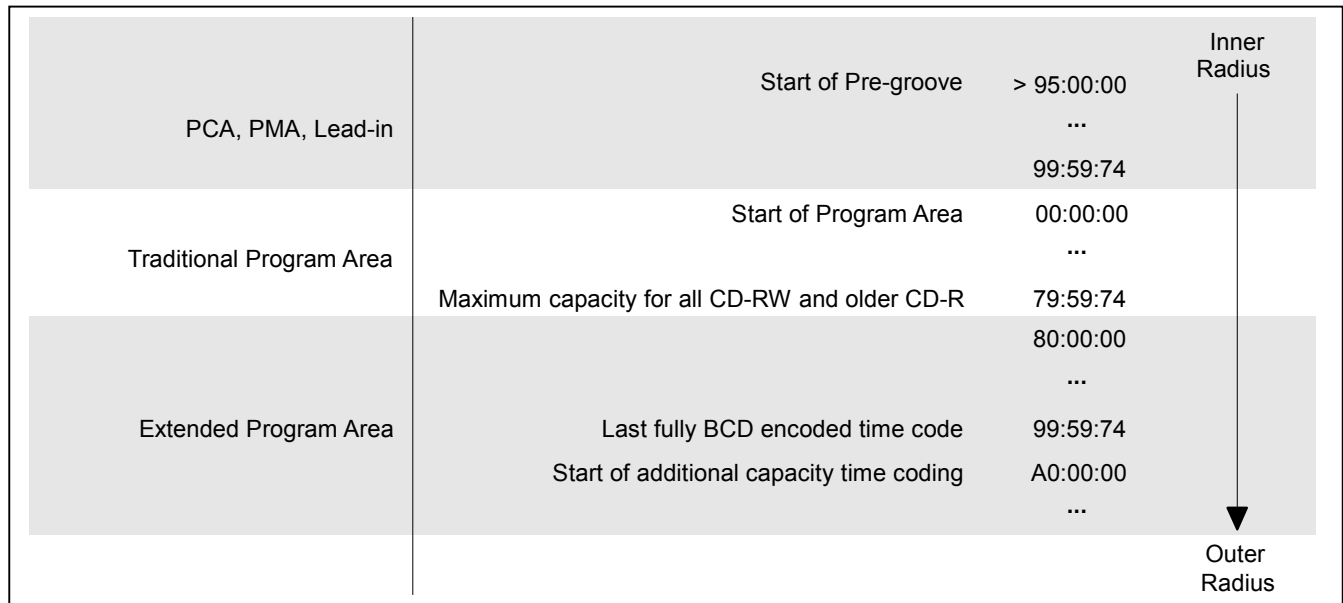 Inner
Radius
Start of Pre-groove > 95:00:00
PCA, PMA, Lead-in ...
99:59:74
Start of Program Area 00:00:00
Traditional Program Area ...
Maximum capacity for all CD-RW and older CD-R 79:59:74
80:00:00
...
Extended Program Area Last fully BCD encoded time code 99:59:74
Start of additional capacity time coding A0:00:00
...
Outer
Radius